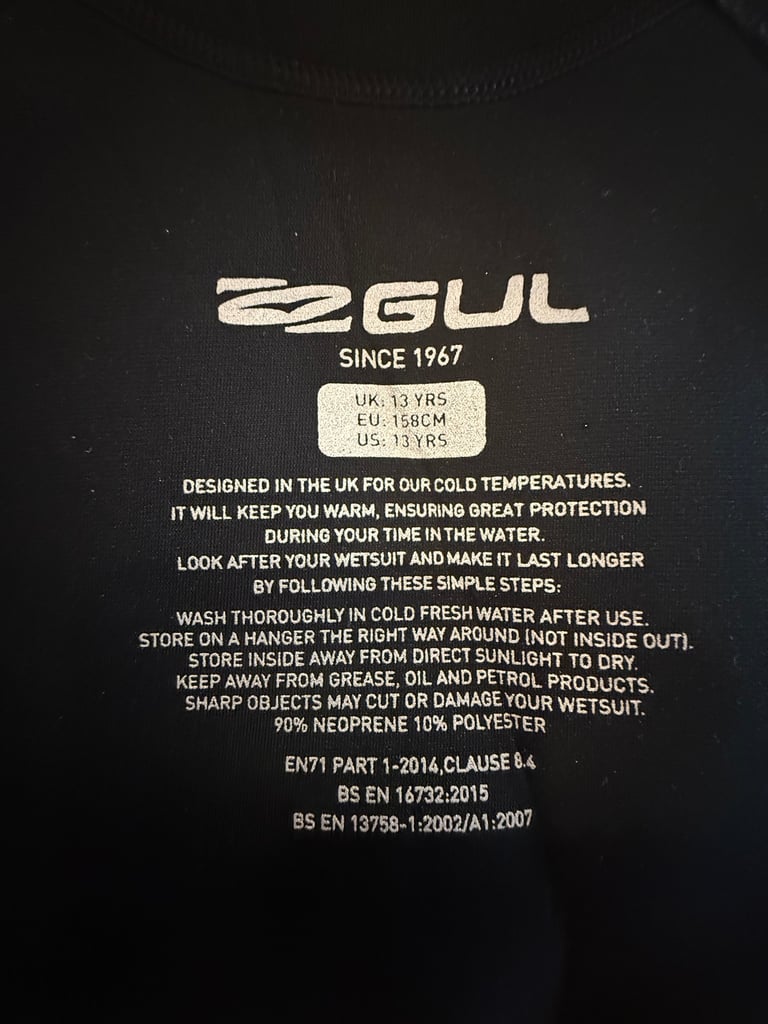 GUL
SINCE 1967
UK: 13 YRS
EU: 158CM
US: 13 YRS
DESIGNED IN THE UK FOR OUR COLD TEMPERATURES.
IT WILL KEEP YOU WARM, ENSURING GREAT PROTECTION
DURING YOUR TIME IN THE WATER.
LOOK AFTER YOUR WETSUIT AND MAKE IT LAST LONGER
BY FOLLOWING THESE SIMPLE STEPS:
WASH THOROUGHLY IN COLD FRESH WATER AFTER USE.
STORE ON A HANGER THE RIGHT WAY AROUND (NOT INSIDE OUT).
STORE INSIDE AWAY FROM DIRECT SUNLIGHT TO DRY.
KEEP AWAY FROM GREASE, OIL AND PETROL PRODUCTS.
SHARP OBJECTS MAY CUT OR DAMAGE YOUR WETSUIT.
90% NEOPRENE 10% POLYESTER
EN71 PART 1-2014,CLAUSE 8.4
BS EN 16732:2015
BS EN 13758-1:2002/A1:2007